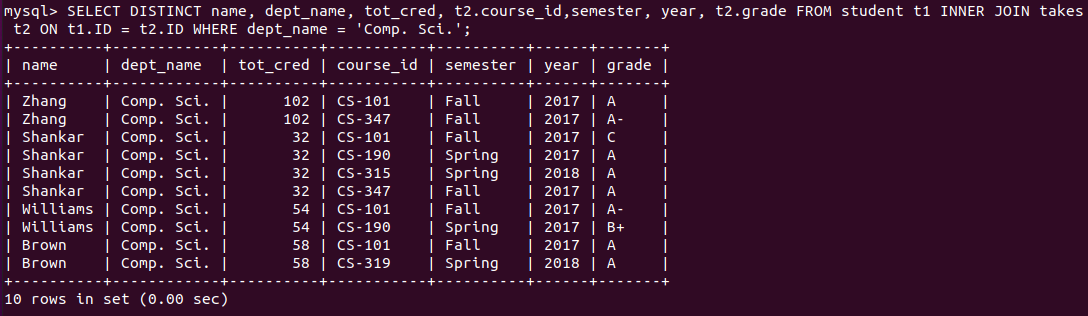 mysql> SELECT DISTINCT name, dept_name, tot_cred, t2.course_id,semester, year, t2.grade FROM student t1 INNER JOIN takes
 t2 ON t1.ID = t2.ID WHERE dept_name = 'Comp. Sci.';
+----------+------------+----------+-----------+----------+------+-------+
| name     | dept_name  | tot_cred | course_id | semester | year | grade |
+----------+------------+----------+-----------+----------+------+-------+
| Zhang    | Comp. Sci. |      102 | CS-101    | Fall     | 2017 | A     |
| Zhang    | Comp. Sci. |      102 | CS-347    | Fall     | 2017 | A-    |
| Shankar  | Comp. Sci. |       32 | CS-101    | Fall     | 2017 | C     |
| Shankar  | Comp. Sci. |       32 | CS-190    | Spring   | 2017 | A     |
| Shankar  | Comp. Sci. |       32 | CS-315    | Spring   | 2018 | A     |
| Shankar  | Comp. Sci. |       32 | CS-347    | Fall     | 2017 | A     |
| Williams | Comp. Sci. |       54 | CS-101    | Fall     | 2017 | A-    |
| Williams | Comp. Sci. |       54 | CS-190    | Spring   | 2017 | B+    |
| Brown    | Comp. Sci. |       58 | CS-101    | Fall     | 2017 | A     |
| Brown    | Comp. Sci. |       58 | CS-319    | Spring   | 2018 | A     |
+----------+------------+----------+-----------+----------+------+-------+
10 rows in set (0.00 sec)